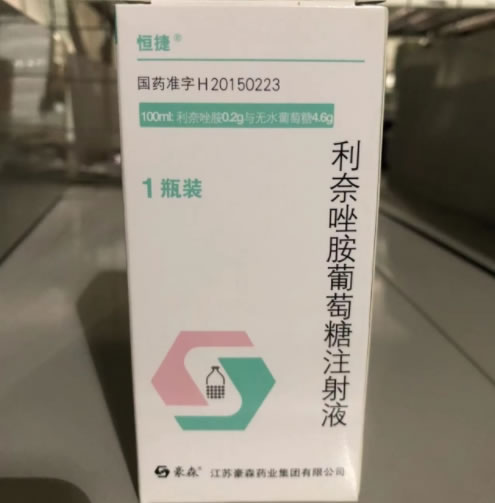 恒捷®
国药准字H20150223
100ml:利奈唑胺0.2g与无水葡萄糖4.6g
1瓶装
利奈唑胺葡萄糖注射液
豪森® 江苏豪森药业集团有限公司